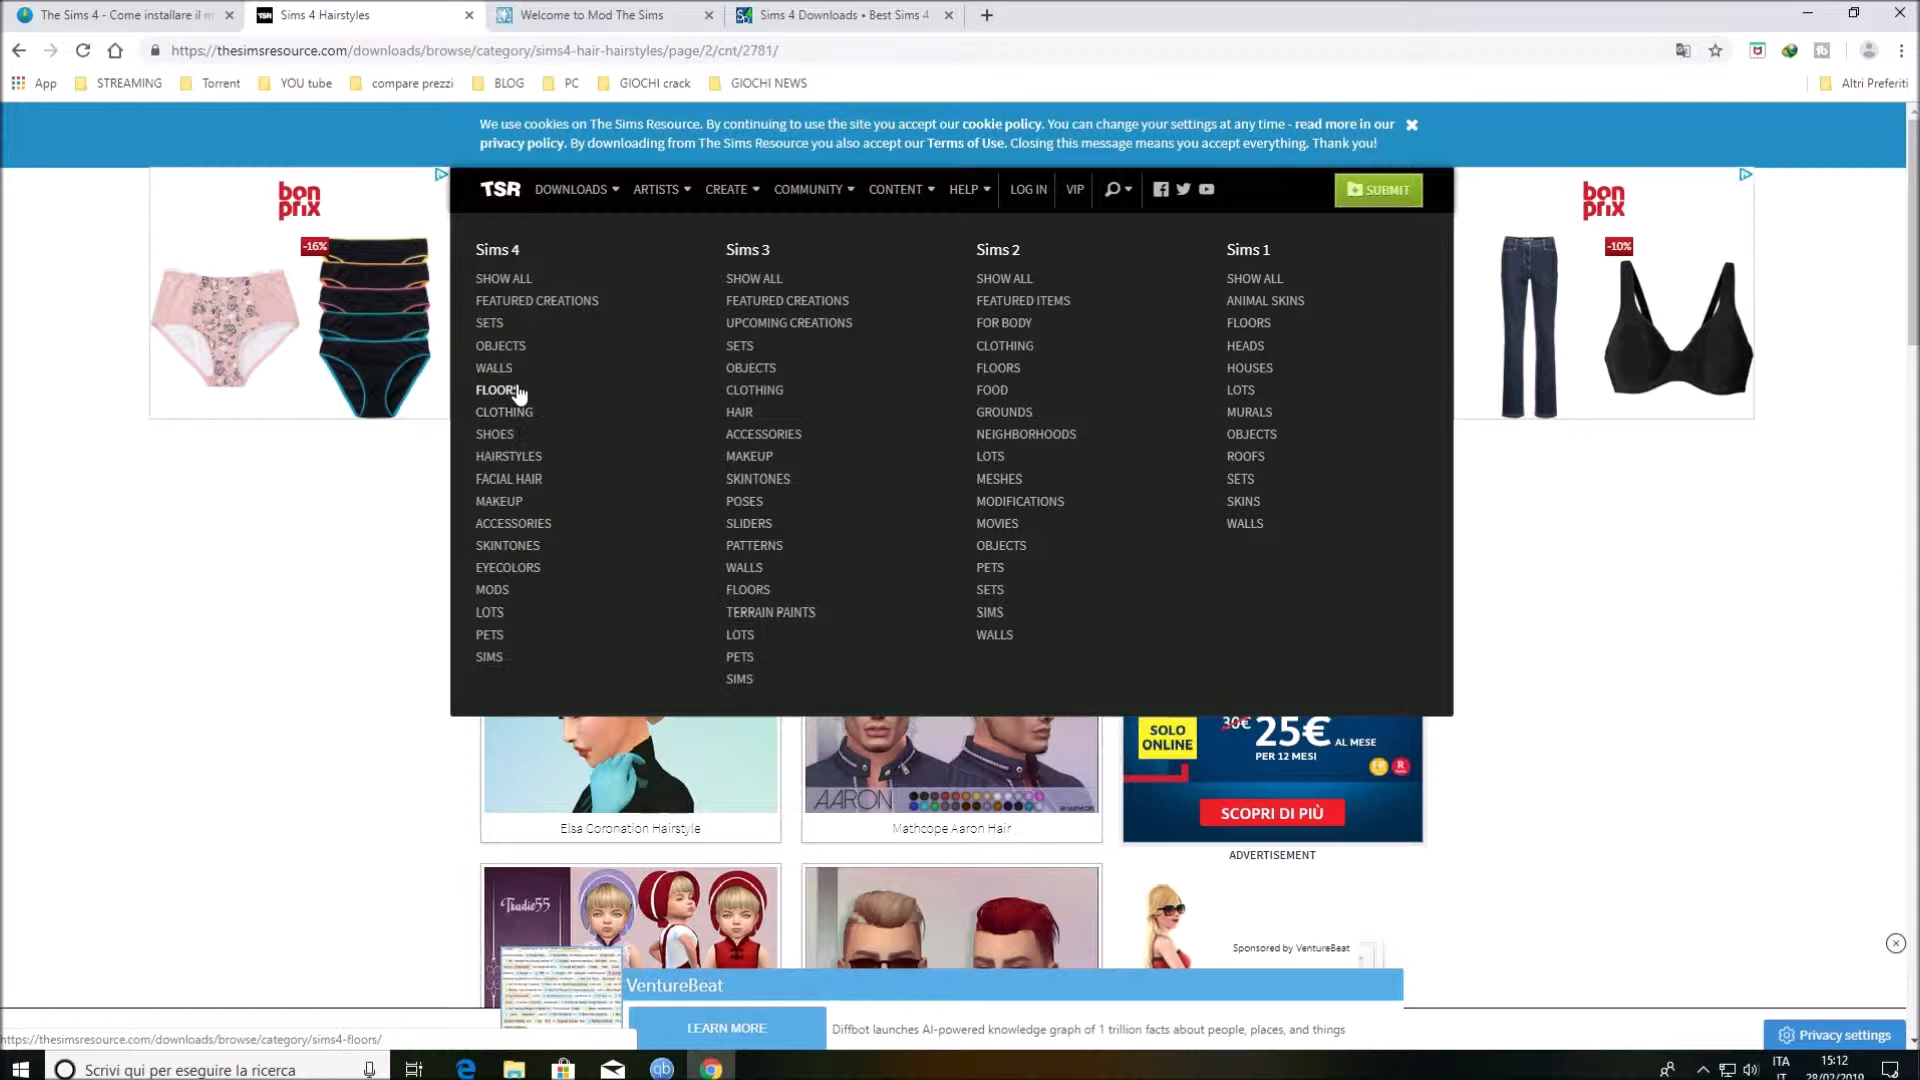 The Sims 4 - Come installare il m
Sims 4 Hairstyles
Welcome to Mod The Sims
Sims 4 Downloads • Best Sims 4
https://thesimsresource.com/downloads/browse/category/sims4-hair-hairstyles/page/2/cnt/2781/
App
STREAMING
Torrent
YOU tube
compare prezzi
BLOG
PC
GIOCHI crack
GIOCHI NEWS
Altri Preferiti
We use cookies on The Sims Resource. By continuing to use the site you accept our cookie policy. You can change your settings at any time - read more in our
privacy policy. By downloading from The Sims Resource you also accept our Terms of Use. Closing this message means you accept everything. Thank you!
bon
prix
-16%
TSR
DOWNLOADS
ARTISTS
CREATE
COMMUNITY
CONTENT
HELP
LOG IN
VIP
SUBMIT
bon
prix
-10%
Sims 4
SHOW ALL
FEATURED CREATIONS
SETS
OBJECTS
WALLS
FLOORS
CLOTHING
SHOES
HAIRSTYLES
FACIAL HAIR
MAKEUP
ACCESSORIES
SKINTONES
EYECOLORS
MODS
LOTS
PETS
SIMS
Sims 3
SHOW ALL
FEATURED CREATIONS
UPCOMING CREATIONS
SETS
OBJECTS
CLOTHING
HAIR
ACCESSORIES
MAKEUP
SKINTONES
POSES
SLIDERS
PATTERNS
WALLS
FLOORS
TERRAIN PAINTS
LOTS
PETS
SIMS
Sims 2
SHOW ALL
FEATURED ITEMS
FOR BODY
CLOTHING
FLOORS
FOOD
GROUNDS
NEIGHBORHOODS
LOTS
MESHES
MODIFICATIONS
MOVIES
OBJECTS
PETS
SETS
SIMS
WALLS
Sims 1
SHOW ALL
ANIMAL SKINS
FLOORS
HEADS
HOUSES
LOTS
MURALS
OBJECTS
ROOFS
SETS
SKINS
WALLS
AARON
BY MATHCOPE
Elsa Coronation Hairstyle
Mathcope Aaron Hair
SOLO
ONLINE
30€ 25€ AL MESE
PER 12 MESI
SCOPRI DI PIÙ
ADVERTISEMENT
Trudie55
Sponsored by VentureBeat
VentureBeat
LEARN MORE
Diffbot launches AI-powered knowledge graph of 1 trillion facts about people, places, and things
https://thesimsresource.com/downloads/browse/category/sims4-floors/
Privacy settings
Scrivi qui per eseguire la ricerca
ITA
IT
15:12
28/02/2019